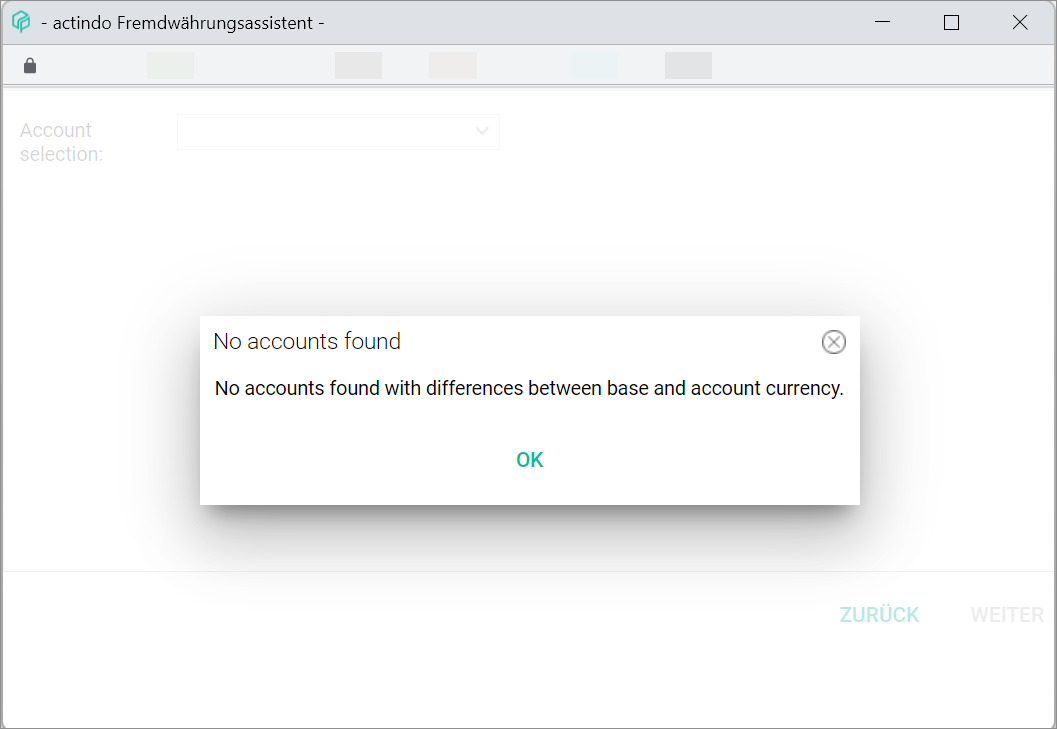 - actindo Fremdwährungsassistent -
Account
selection:
No accounts found
No accounts found with differences between base and account currency.
OK
ZURÜCK WEITER